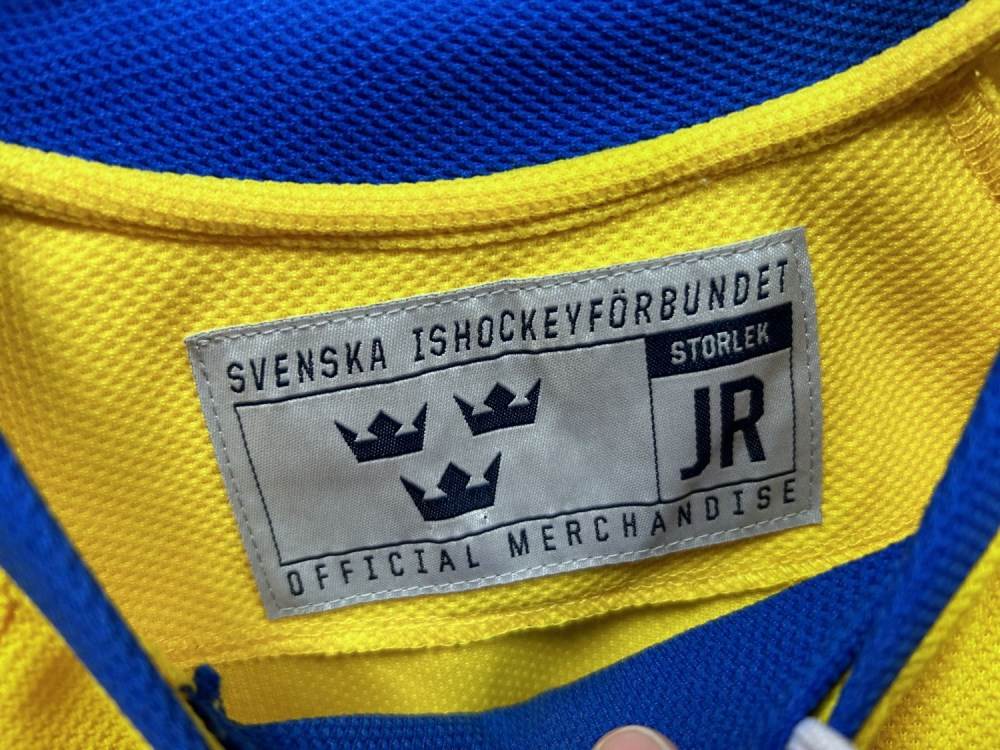 SVENSKA ISHOCKEYFÖRBUNDET
STORLEK
JR
OFFICIAL MERCHANDISE